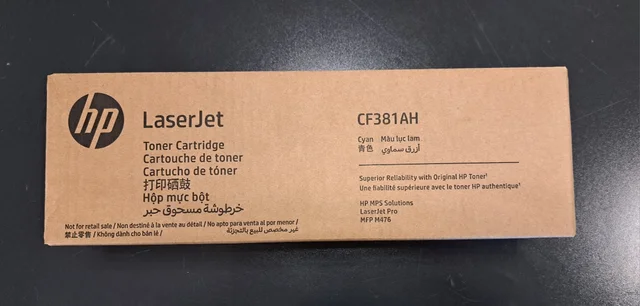 hp
LaserJet
Toner Cartridge
Cartouche de toner
Cartucho de tóner
打印硒鼓
Hộp mực bột
خرطوشة مسحوق حبر
Not for retail sale / Non destiné à la vente au détail / No apto para venta al por menor /
禁止零售 / Không dành cho bán lẻ / غير مخصص للبيع بالتجزئة
CF381AH
Cyan Màu lục lam
青色 أزرق سماوي
Superior Reliability with Original HP Toner¹
Une fiabilité supérieure avec le toner HP authentique¹
HP MPS Solutions
LaserJet Pro
MFP M476